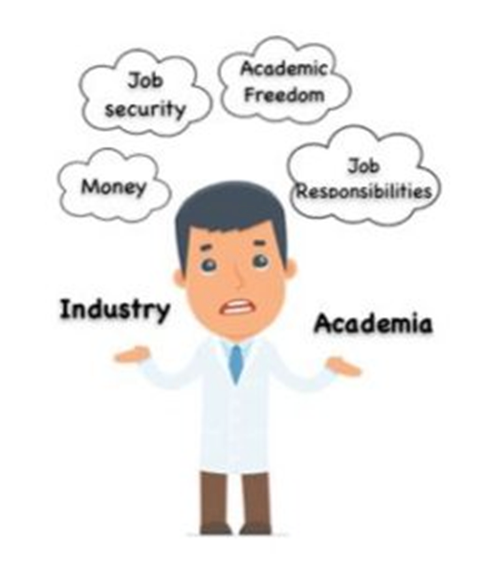 Job
security
Academic
Freedom
Money
Job
Responsibilities
Industry
Academia